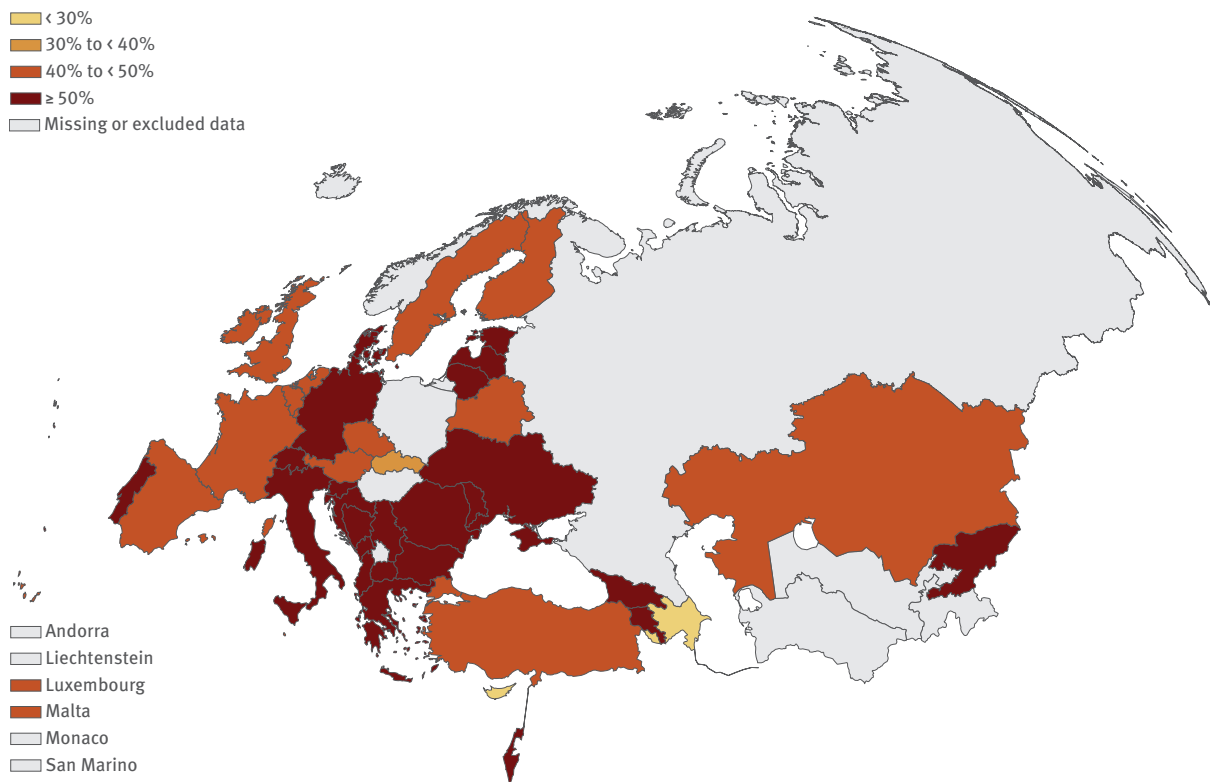 < 30%
30% to < 40%
40% to < 50%
≥ 50%
Missing or excluded data
Andorra
Liechtenstein
Luxembourg
Malta
Monaco
San Marino